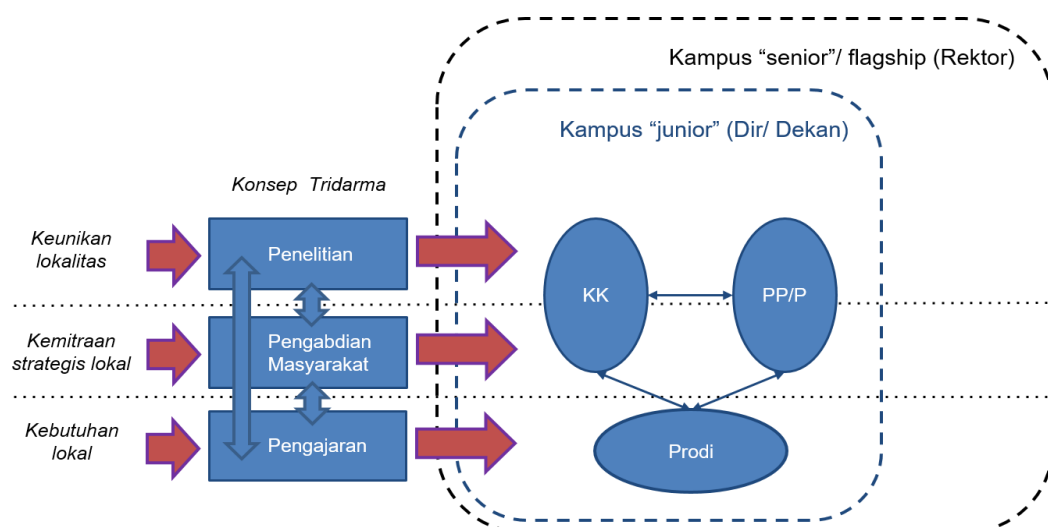 Kampus “senior”/ flagship (Rektor)
Kampus “junior” (Dir/ Dekan)
Konsep Tridarma
Keunikan
lokalitas
Penelitian
KK
PP/P
Kemitraan
strategis lokal
Pengabdian
Masyarakat
Kebutuhan
lokal
Pengajaran
Prodi